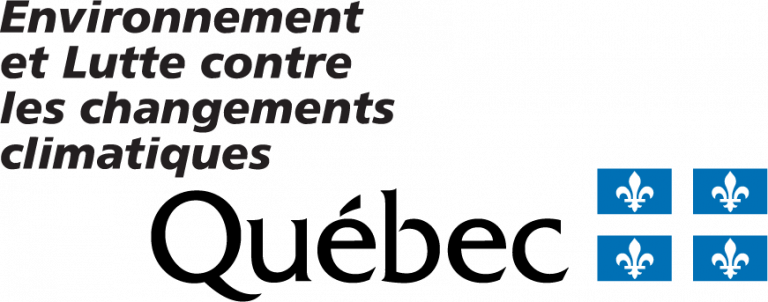 Environnement
et Lutte contre
les changements
climatiques
Québec